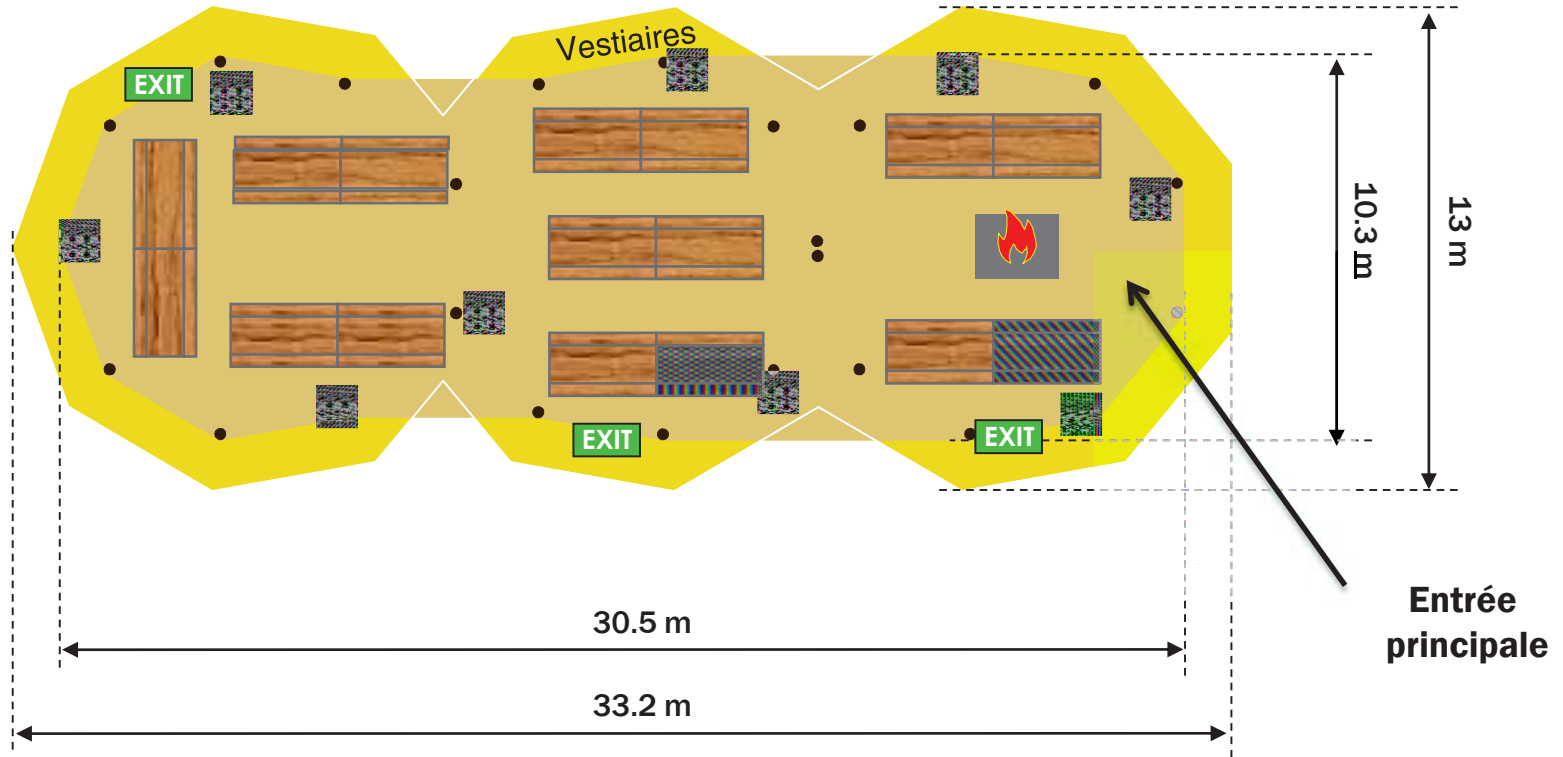 Vestiaires
EXIT
10.3 m
13 m
EXIT
EXIT
Entrée
principale
30.5 m
33.2 m